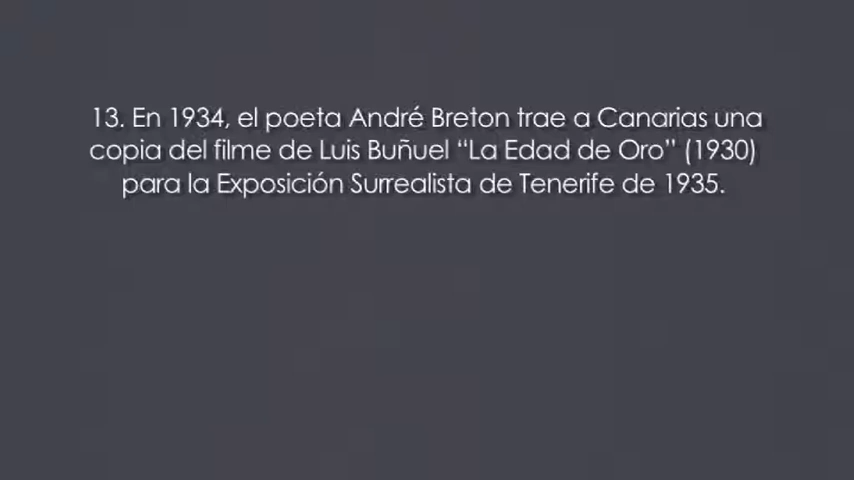 13. En 1934, el poeta André Breton trae a Canarias una
copia del filme de Luis Buñuel “La Edad de Oro” (1930)
para la Exposición Surrealista de Tenerife de 1935.